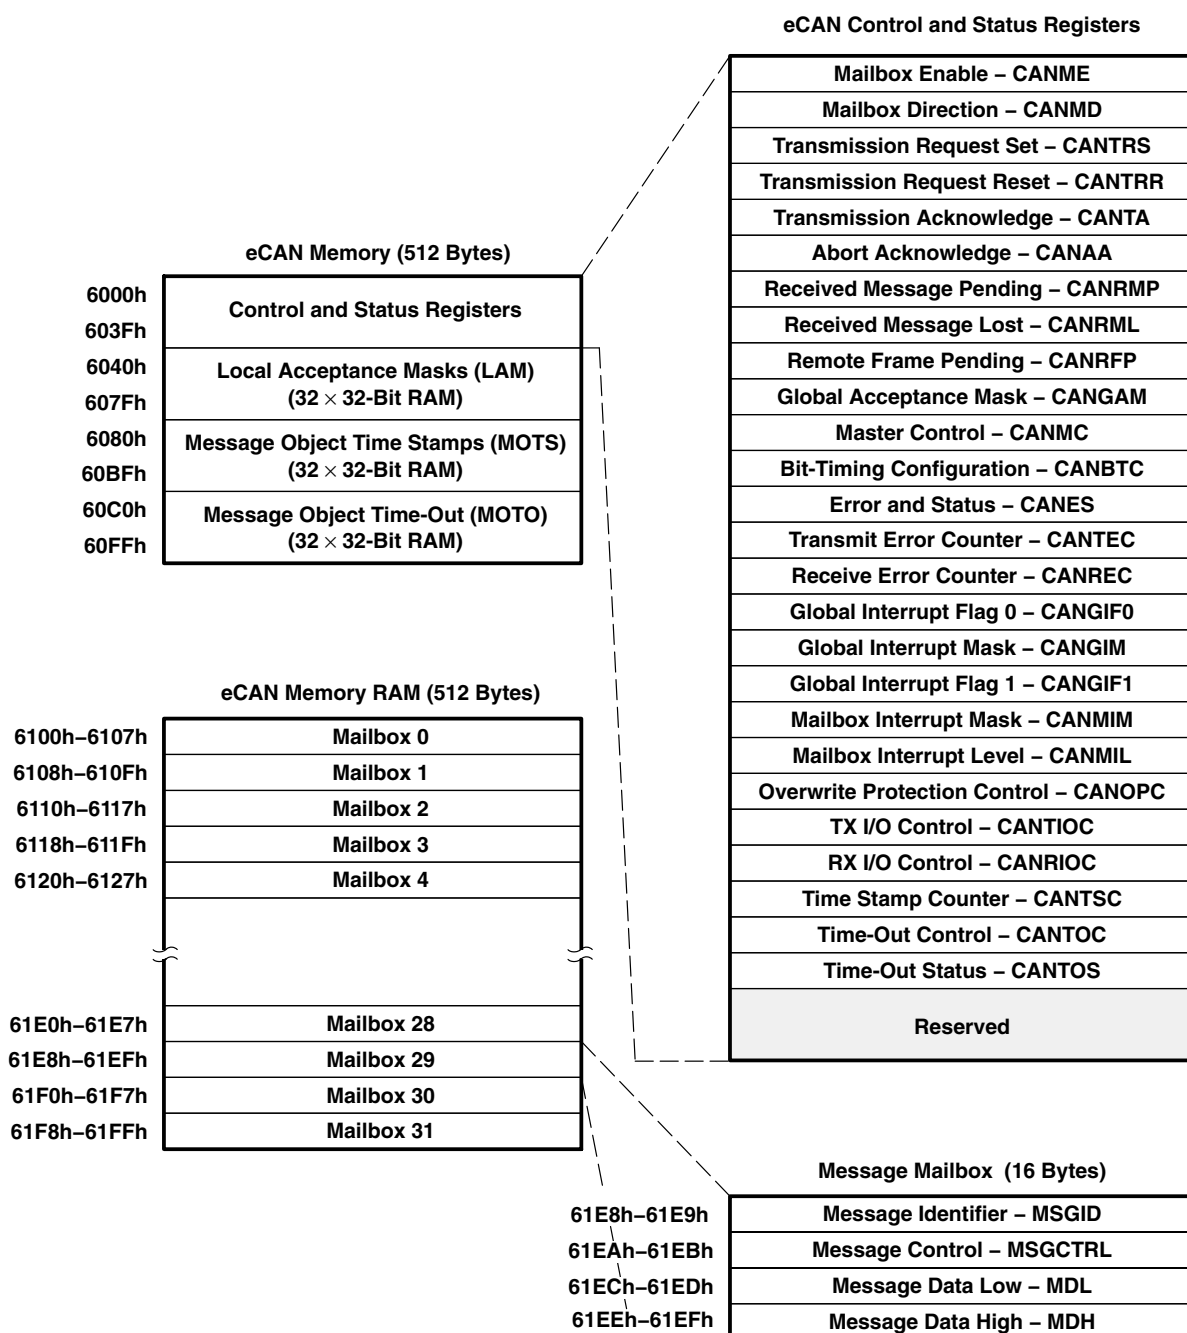 eCAN Control and Status Registers
Mailbox Enable – CANME
Mailbox Direction – CANMD
Transmission Request Set – CANTRS
Transmission Request Reset – CANTRR
Transmission Acknowledge – CANTA
Abort Acknowledge – CANAA
Received Message Pending – CANRMP
Received Message Lost – CANRML
Remote Frame Pending – CANRFP
Global Acceptance Mask – CANGAM
Master Control – CANMC
Bit-Timing Configuration – CANBTC
Error and Status – CANES
Transmit Error Counter – CANTEC
Receive Error Counter – CANREC
Global Interrupt Flag 0 – CANGIF0
Global Interrupt Mask – CANGIM
Global Interrupt Flag 1 – CANGIF1
Mailbox Interrupt Mask – CANMIM
Mailbox Interrupt Level – CANMIL
Overwrite Protection Control – CANOPC
TX I/O Control – CANTIOC
RX I/O Control – CANRIOC
Time Stamp Counter – CANTSC
Time-Out Control – CANTOC
Time-Out Status – CANTOS
Reserved
eCAN Memory (512 Bytes)
6000h
Control and Status Registers
603Fh
6040h
Local Acceptance Masks (LAM)
(32 × 32-Bit RAM)
607Fh
6080h
Message Object Time Stamps (MOTS)
(32 × 32-Bit RAM)
60BFh
60C0h
Message Object Time-Out (MOTO)
(32 × 32-Bit RAM)
60FFh
eCAN Memory RAM (512 Bytes)
6100h–6107h Mailbox 0
6108h–610Fh Mailbox 1
6110h–6117h Mailbox 2
6118h–611Fh Mailbox 3
6120h–6127h Mailbox 4
61E0h–61E7h Mailbox 28
61E8h–61EFh Mailbox 29
61F0h–61F7h Mailbox 30
61F8h–61FFh Mailbox 31
Message Mailbox (16 Bytes)
61E8h–61E9h Message Identifier – MSGID
61EAh–61EBh Message Control – MSGCTRL
61ECh–61EDh Message Data Low – MDL
61EEh–61EFh Message Data High – MDH